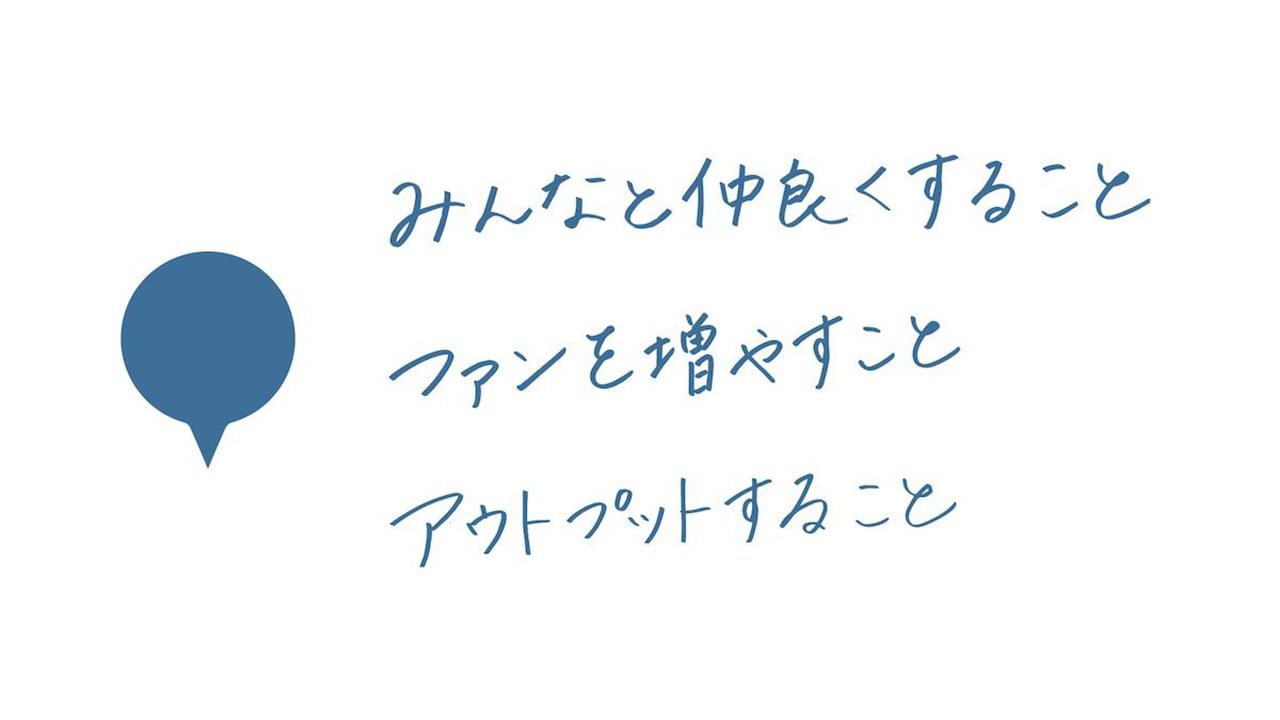 みんなと仲良くすること
ファンを増やすこと
アウトプットすること